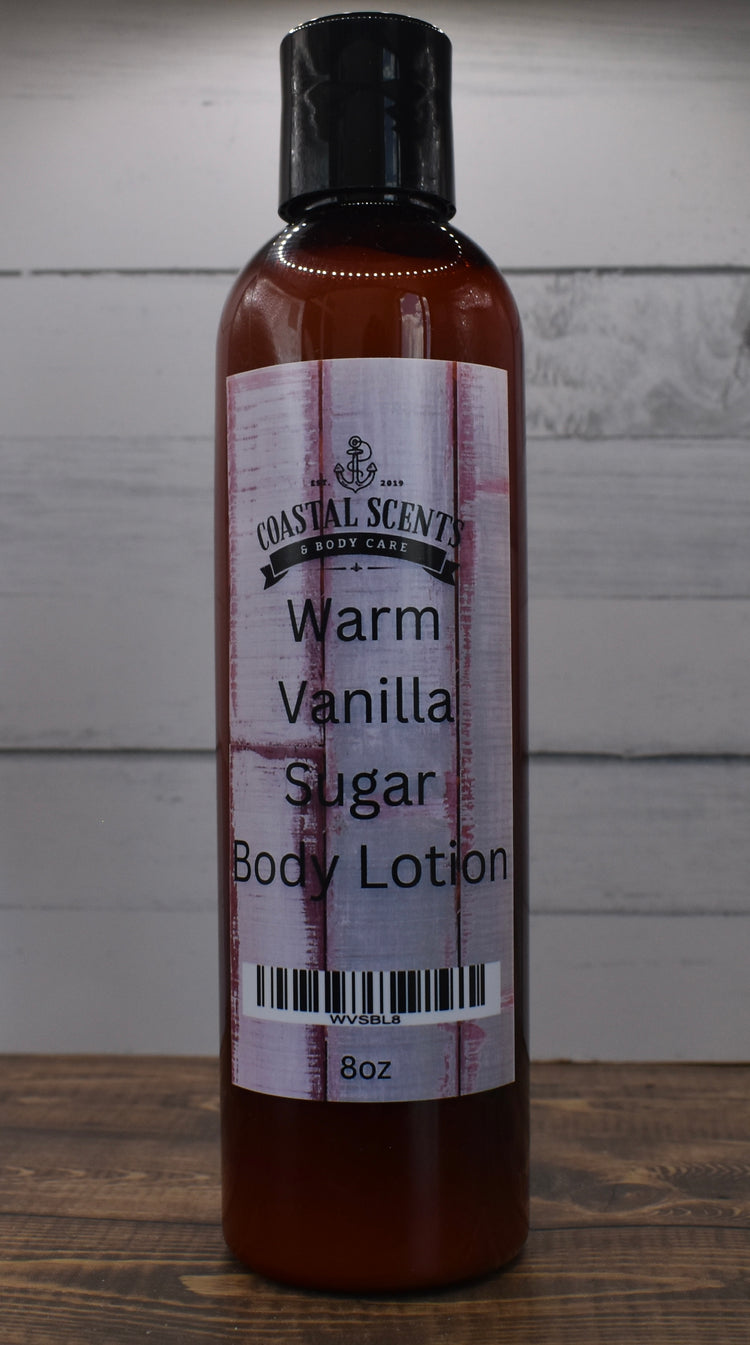 EST. 2019
COASTAL SCENTS
& BODY CARE
Warm
Vanilla
Sugar
Body Lotion
WVSBL8
8oz